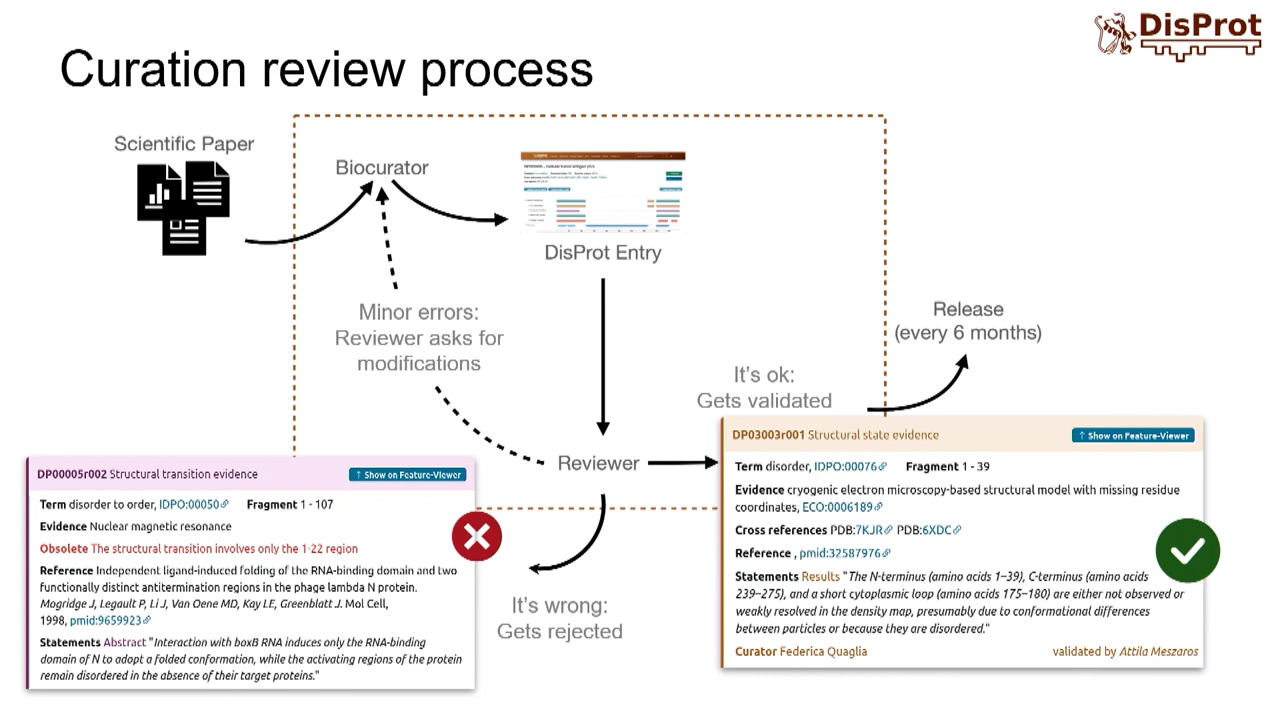 DisProt
Curation review process
Scientific Paper
Biocurator
DisProt Entry
Minor errors:
Reviewer asks for
modifications
Release
(every 6 months)
It's ok:
Gets validated
Reviewer
It's wrong:
Gets rejected
DP00005r002 Structural transition evidence
↑ Show on Feature-Viewer
Term disorder to order, IDPO:00050 Fragment 1 - 107
Evidence Nuclear magnetic resonance
Obsolete The structural transition involves only the 1-22 region
Reference Independent ligand-induced folding of the RNA-binding domain and two
functionally distinct antitermination regions in the phage lambda N protein.
Mogridge J, Legault P, Li J, Van Oene MD, Kay LE, Greenblatt J. Mol Cell,
1998, pmid:9659923
Statements Abstract "Interaction with boxB RNA induces only the RNA-binding
domain of N to adopt a folded conformation, while the activating regions of the protein
remain disordered in the absence of their target proteins."
DP03003r001 Structural state evidence
↑ Show on Feature-Viewer
Term disorder, IDPO:00076 Fragment 1 - 39
Evidence cryogenic electron microscopy-based structural model with missing residue
coordinates, ECO:0006189
Cross references PDB:7KJR PDB:6XDC
Reference , pmid:32587976
Statements Results "The N-terminus (amino acids 1–39), C-terminus (amino acids
239–275), and a short cytoplasmic loop (amino acids 175–180) are either not observed or
weakly resolved in the density map, presumably due to conformational differences
between particles or because they are disordered."
Curator Federica Quaglia
validated by Attila Meszaros